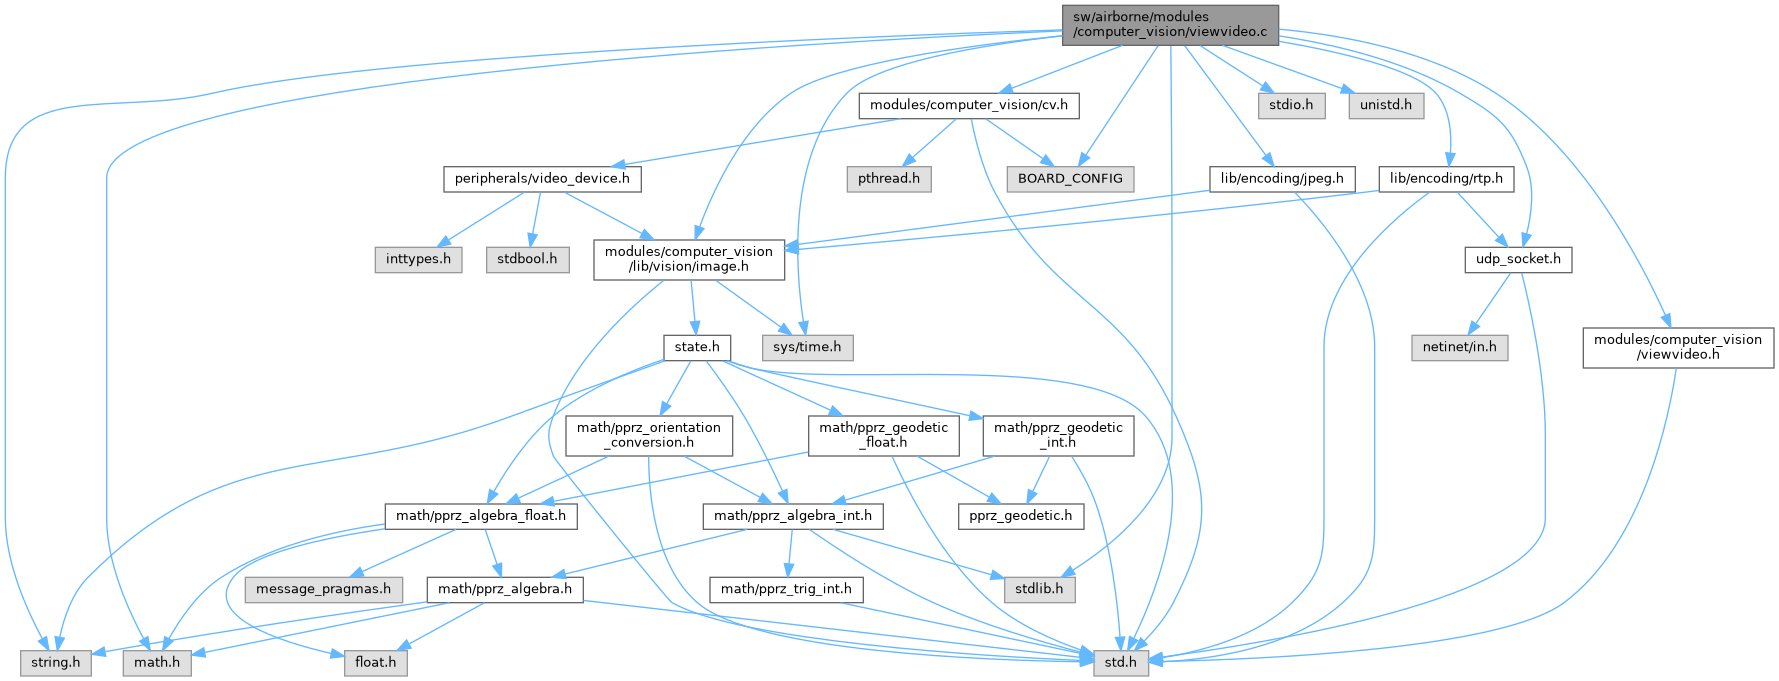 sw/airborne/modules
/computer_vision/viewvideo.c
modules/computer_vision/cv.h
stdio.h
unistd.h
peripherals/video_device.h
pthread.h
BOARD_CONFIG
lib/encoding/jpeg.h
lib/encoding/rtp.h
inttypes.h
stdbool.h
modules/computer_vision
/lib/vision/image.h
udp_socket.h
state.h
sys/time.h
netinet/in.h
modules/computer_vision
/viewvideo.h
math/pprz_orientation
_conversion.h
math/pprz_geodetic
_float.h
math/pprz_geodetic
_int.h
math/pprz_algebra_float.h
math/pprz_algebra_int.h
pprz_geodetic.h
message_pragmas.h
math/pprz_algebra.h
math/pprz_trig_int.h
stdlib.h
string.h
math.h
float.h
std.h